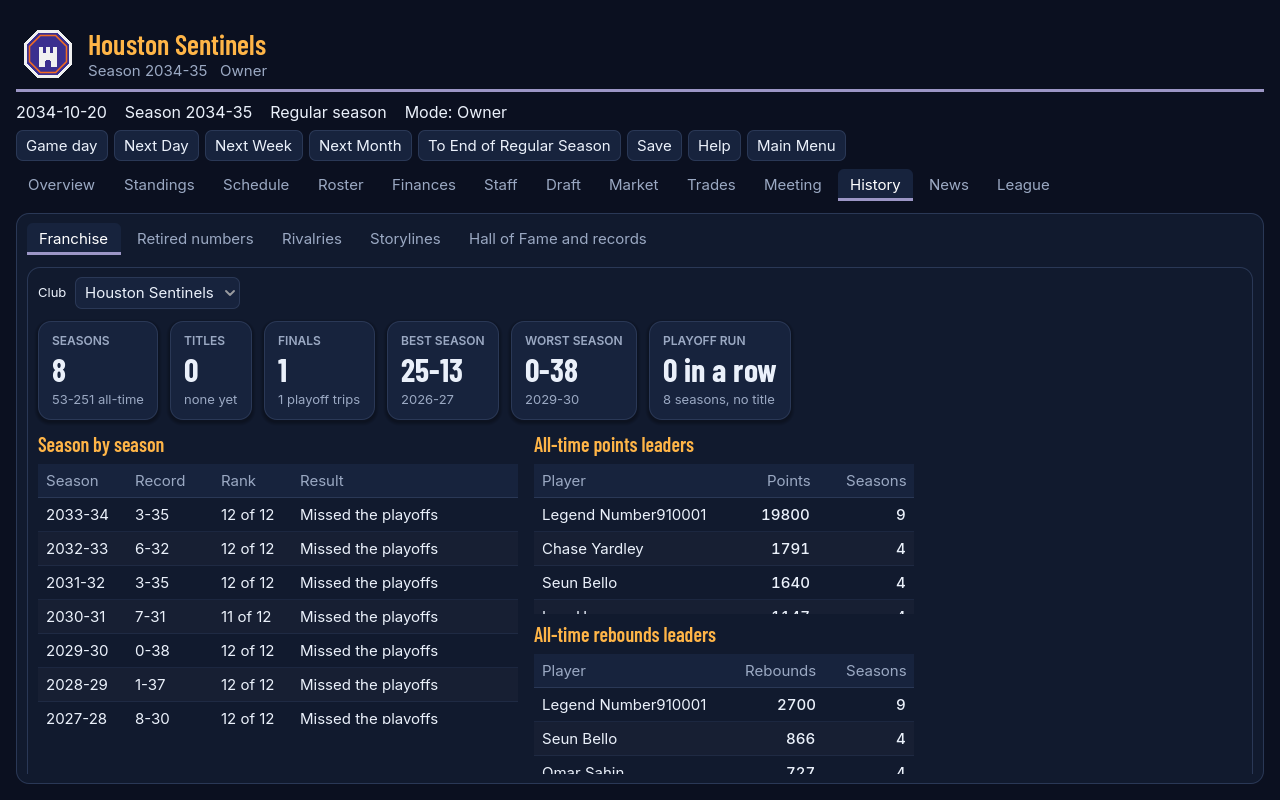 Houston Sentinels
Season 2034-35 Owner
2034-10-20 Season 2034-35 Regular season Mode: Owner
Game day Next Day Next Week Next Month To End of Regular Season Save Help Main Menu
Overview Standings Schedule Roster Finances Staff Draft Market Trades Meeting History News League
Franchise Retired numbers Rivalries Storylines Hall of Fame and records
Club Houston Sentinels
SEASONS
8
53-251 all-time
TITLES
0
none yet
FINALS
1
1 playoff trips
BEST SEASON
25-13
2026-27
WORST SEASON
0-38
2029-30
PLAYOFF RUN
0 in a row
8 seasons, no title
Season by season
Season Record Rank Result
2033-34 3-35 12 of 12 Missed the playoffs
2032-33 6-32 12 of 12 Missed the playoffs
2031-32 3-35 12 of 12 Missed the playoffs
2030-31 7-31 11 of 12 Missed the playoffs
2029-30 0-38 12 of 12 Missed the playoffs
2028-29 1-37 12 of 12 Missed the playoffs
2027-28 8-30 12 of 12 Missed the playoffs
All-time points leaders
Player Points Seasons
Legend Number910001 19800 9
Chase Yardley 1791 4
Seun Bello 1640 4
All-time rebounds leaders
Player Rebounds Seasons
Legend Number910001 2700 9
Seun Bello 866 4
Omar Sahin 727 4